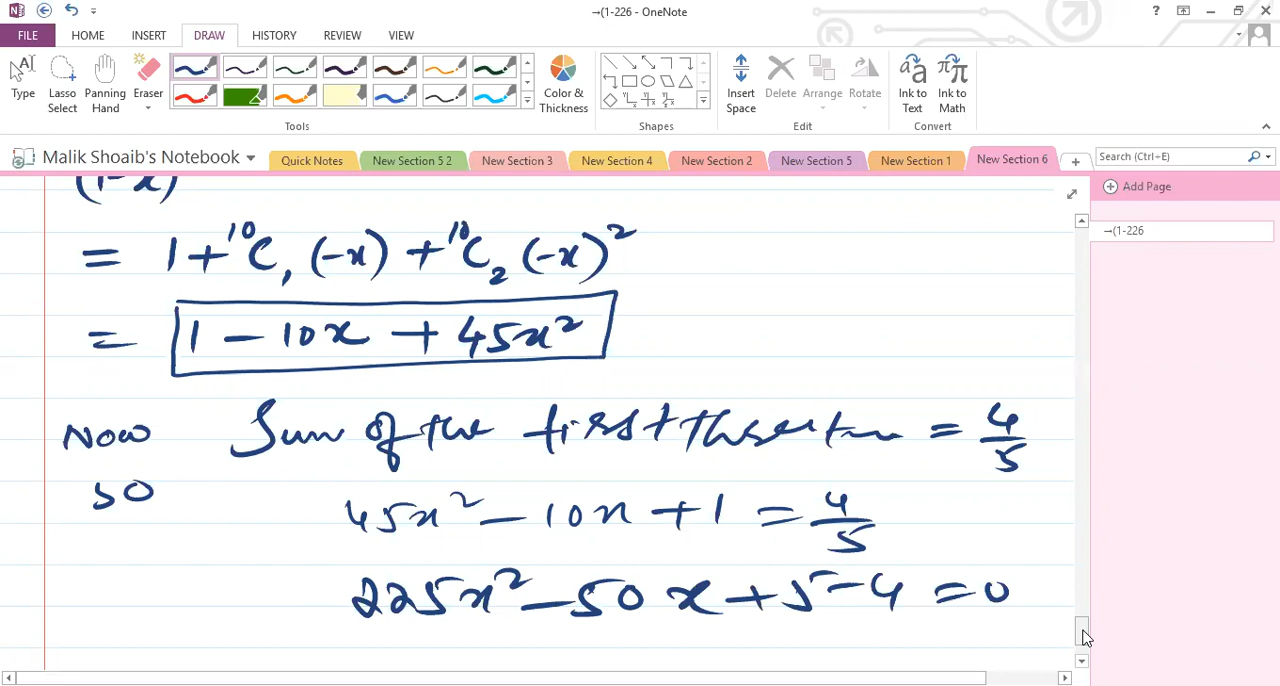 →(1-226 - OneNote
FILE HOME INSERT DRAW HISTORY REVIEW VIEW
Type Lasso Select Panning Hand Eraser Color & Thickness Insert Space Delete Arrange Rotate Ink to Text Ink to Math
Tools Shapes Edit Convert
Malik Shoaib's Notebook Quick Notes New Section 5 2 New Section 3 New Section 4 New Section 2 New Section 5 New Section 1 New Section 6 Search (Ctrl+E)
Add Page
→(1-226
(1-x)
= 1 + ¹⁰C₁ (-x) + ¹⁰C₂ (-x)²
= 1 - 10x + 45x²
Now Sum of the first = 4/5
so
45x² - 10x + 1 = 4/5
225x² - 50x + 5 - 4 = 0